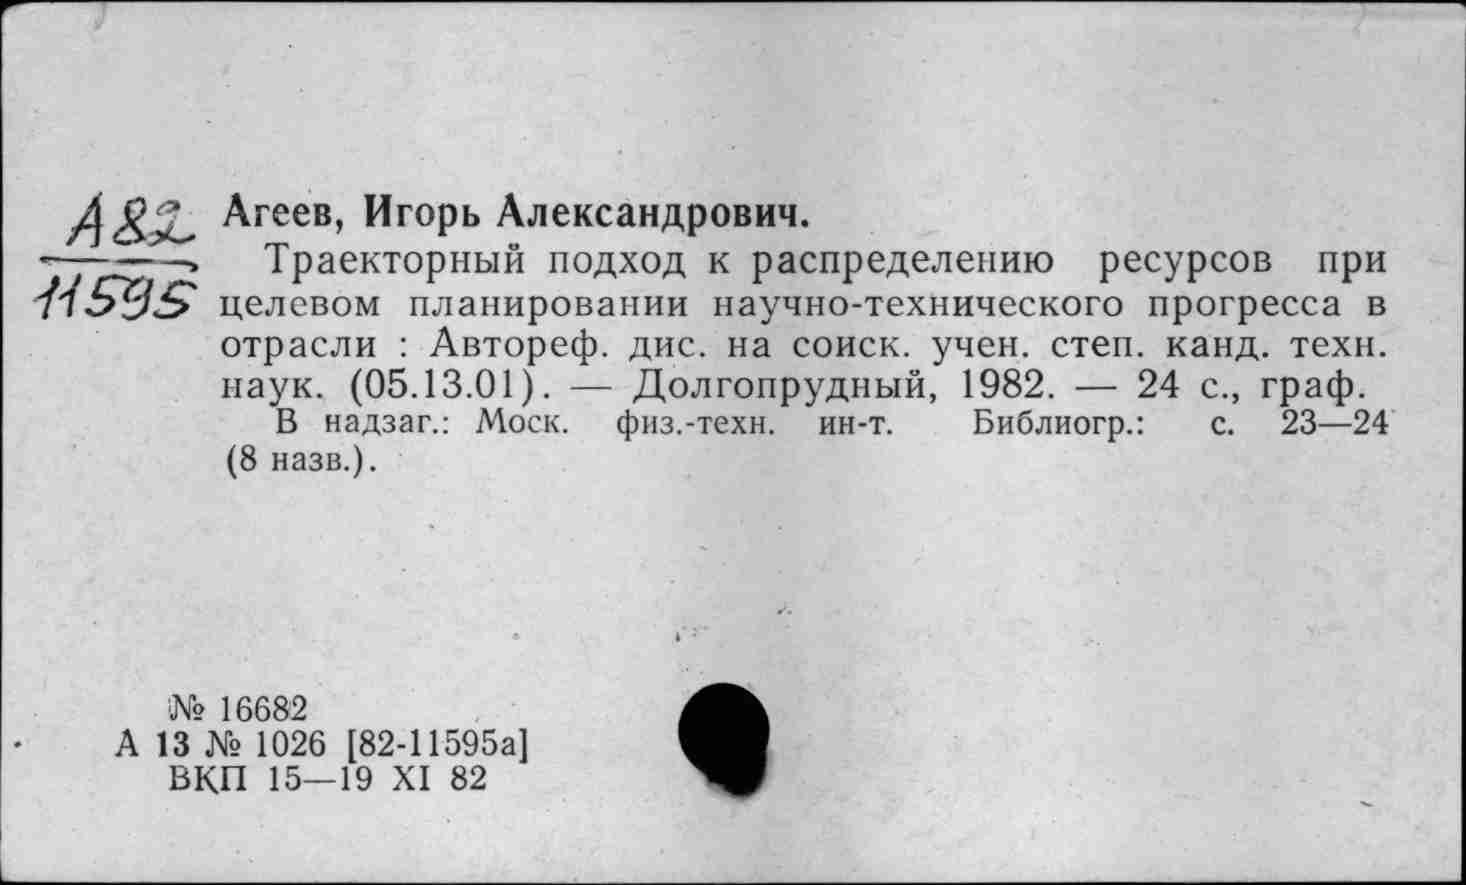 А82 Агеев, Игорь Александрович.
Траекторный подход к распределению ресурсов при
11595 целевом планировании научно-технического прогресса в
отрасли : Автореф. дис. на соиск. учен. степ. канд. техн.
наук. (05.13.01). — Долгопрудный, 1982. — 24 с., граф.
В надзаг.: Моск. физ.-техн. ин-т. Библиогр.: с. 23—24
(8 назв.).
№ 16682
А 13 № 1026 [82-11595а]
ВКП 15—19 XI 82